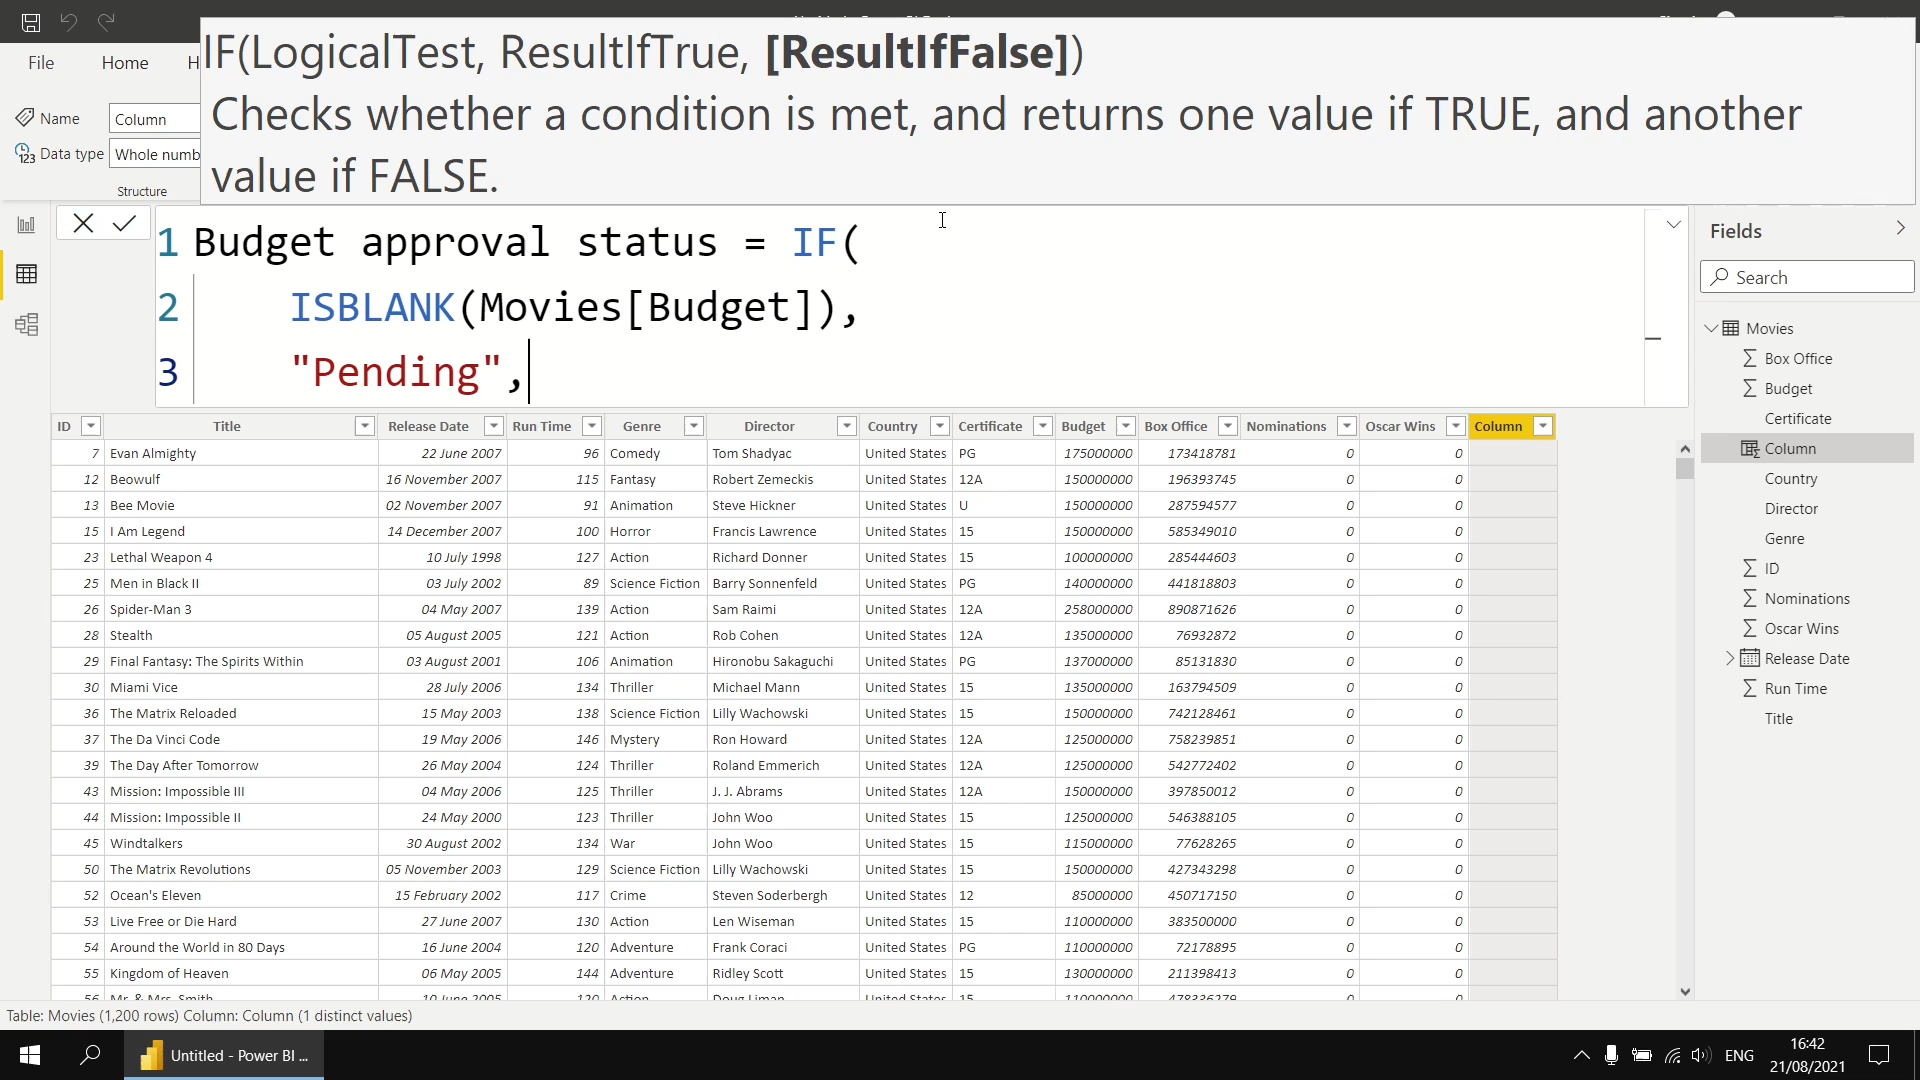 IF(LogicalTest, ResultIfTrue, [ResultIfFalse])
Checks whether a condition is met, and returns one value if TRUE, and another
value if FALSE.
File Home H
Name Column
Data type Whole numb
Structure
1 Budget approval status = IF(
2 ISBLANK(Movies[Budget]),
3 "Pending",
Fields
Search
Movies
Box Office
Budget
Certificate
Column
Country
Director
Genre
ID
Nominations
Oscar Wins
Release Date
Run Time
Title
ID Title Release Date Run Time Genre Director Country Certificate Budget Box Office Nominations Oscar Wins Column
7 Evan Almighty 22 June 2007 96 Comedy Tom Shadyac United States PG 175000000 173418781 0 0
12 Beowulf 16 November 2007 115 Fantasy Robert Zemeckis United States 12A 150000000 196393745 0 0
13 Bee Movie 02 November 2007 91 Animation Steve Hickner United States U 150000000 287594577 0 0
15 I Am Legend 14 December 2007 100 Horror Francis Lawrence United States 15 150000000 585349010 0 0
23 Lethal Weapon 4 10 July 1998 127 Action Richard Donner United States 15 100000000 285444603 0 0
25 Men in Black II 03 July 2002 89 Science Fiction Barry Sonnenfeld United States PG 140000000 441818803 0 0
26 Spider-Man 3 04 May 2007 139 Action Sam Raimi United States 12A 258000000 890871626 0 0
28 Stealth 05 August 2005 121 Action Rob Cohen United States 12A 135000000 76932872 0 0
29 Final Fantasy: The Spirits Within 03 August 2001 106 Animation Hironobu Sakaguchi United States PG 137000000 85131830 0 0
30 Miami Vice 28 July 2006 134 Thriller Michael Mann United States 15 135000000 163794509 0 0
36 The Matrix Reloaded 15 May 2003 138 Science Fiction Lilly Wachowski United States 15 150000000 742128461 0 0
37 The Da Vinci Code 19 May 2006 146 Mystery Ron Howard United States 12A 125000000 758239851 0 0
39 The Day After Tomorrow 26 May 2004 124 Thriller Roland Emmerich United States 12A 125000000 542772402 0 0
43 Mission: Impossible III 04 May 2006 125 Thriller J. J. Abrams United States 12A 150000000 397850012 0 0
44 Mission: Impossible II 24 May 2000 123 Thriller John Woo United States 15 125000000 546388105 0 0
45 Windtalkers 30 August 2002 134 War John Woo United States 15 115000000 77628265 0 0
50 The Matrix Revolutions 05 November 2003 129 Science Fiction Lilly Wachowski United States 15 150000000 427343298 0 0
52 Ocean's Eleven 15 February 2002 117 Crime Steven Soderbergh United States 12 85000000 450717150 0 0
53 Live Free or Die Hard 27 June 2007 130 Action Len Wiseman United States 15 110000000 383500000 0 0
54 Around the World in 80 Days 16 June 2004 120 Adventure Frank Coraci United States PG 110000000 72178895 0 0
55 Kingdom of Heaven 06 May 2005 144 Adventure Ridley Scott United States 15 130000000 211398413 0 0
56 Mr. & Mrs. Smith 10 June 2005 120 Action Doug Liman United States 15 110000000 478336279 0 0
Table: Movies (1,200 rows) Column: Column (1 distinct values)
Untitled - Power BI ...
ENG
16:42
21/08/2021